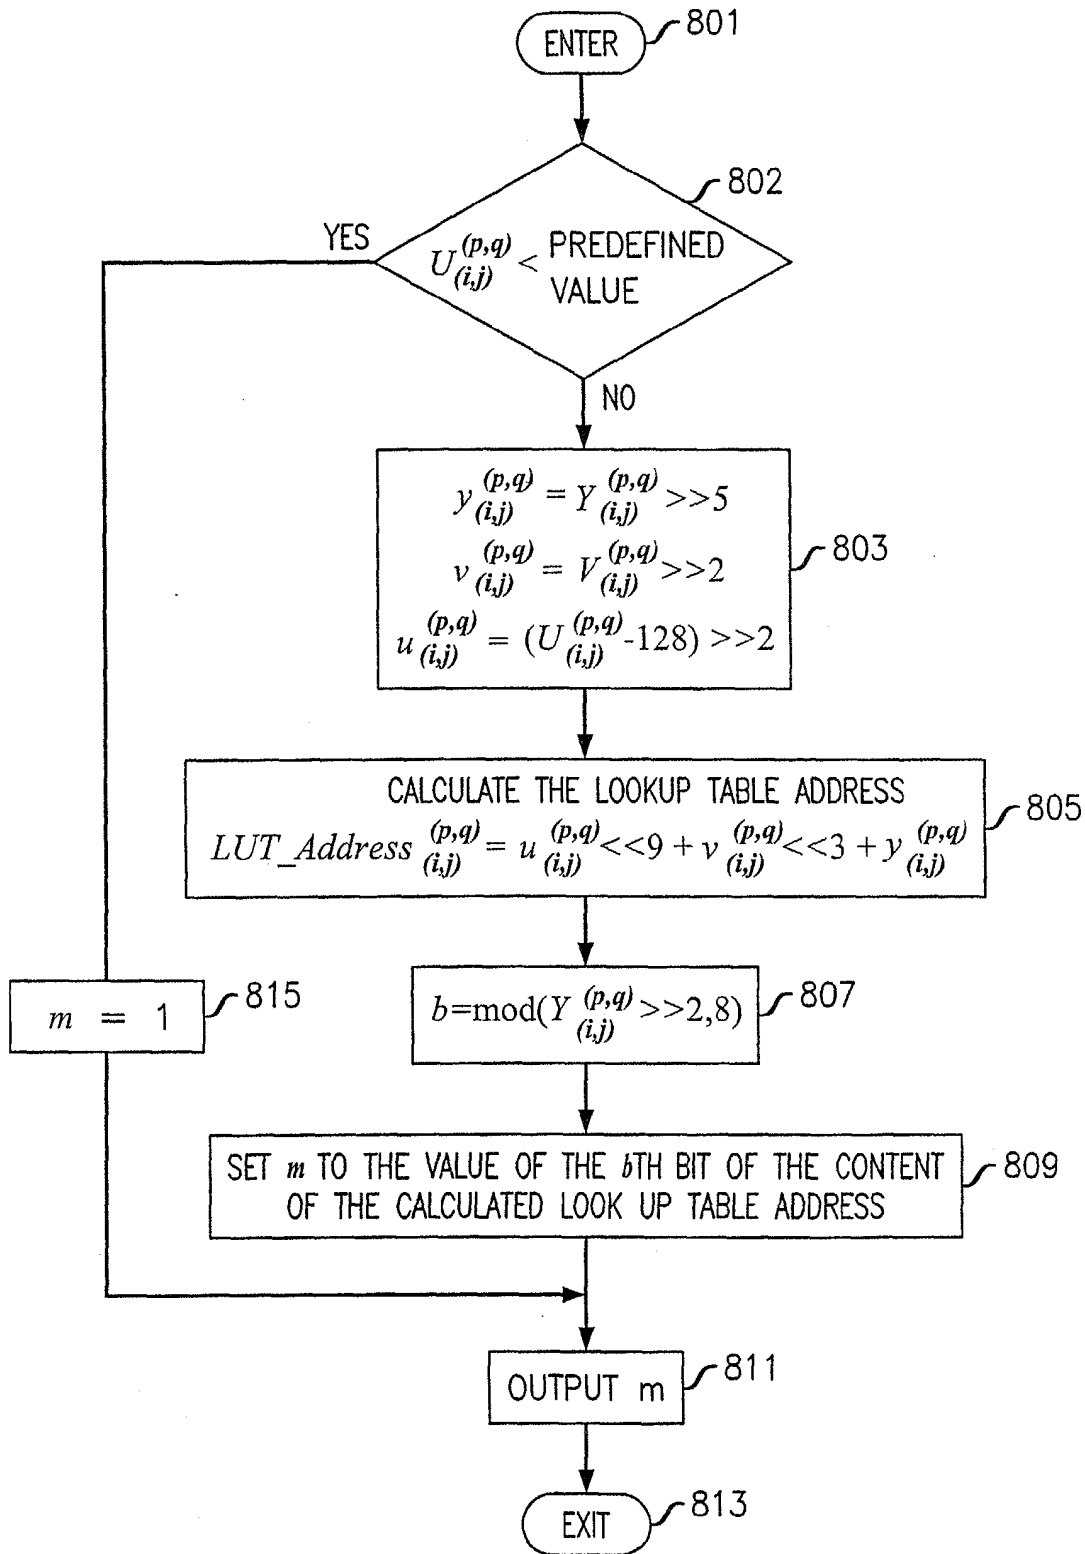 ENTER
801
802
YES
U(i,j)(p,q) < PREDEFINED
VALUE
NO
y(i,j)(p,q) = Y(i,j)(p,q) >>5
v(i,j)(p,q) = V(i,j)(p,q) >>2
u(i,j)(p,q) = (U(i,j)(p,q) -128) >>2
803
CALCULATE THE LOOKUP TABLE ADDRESS
LUT_Address(i,j)(p,q) = u(i,j)(p,q) <<9 + v(i,j)(p,q) <<3 + y(i,j)(p,q)
805
m = 1
815
b=mod(Y(i,j)(p,q) >>2,8)
807
SET m TO THE VALUE OF THE bTH BIT OF THE CONTENT
OF THE CALCULATED LOOK UP TABLE ADDRESS
809
OUTPUT m
811
EXIT
813